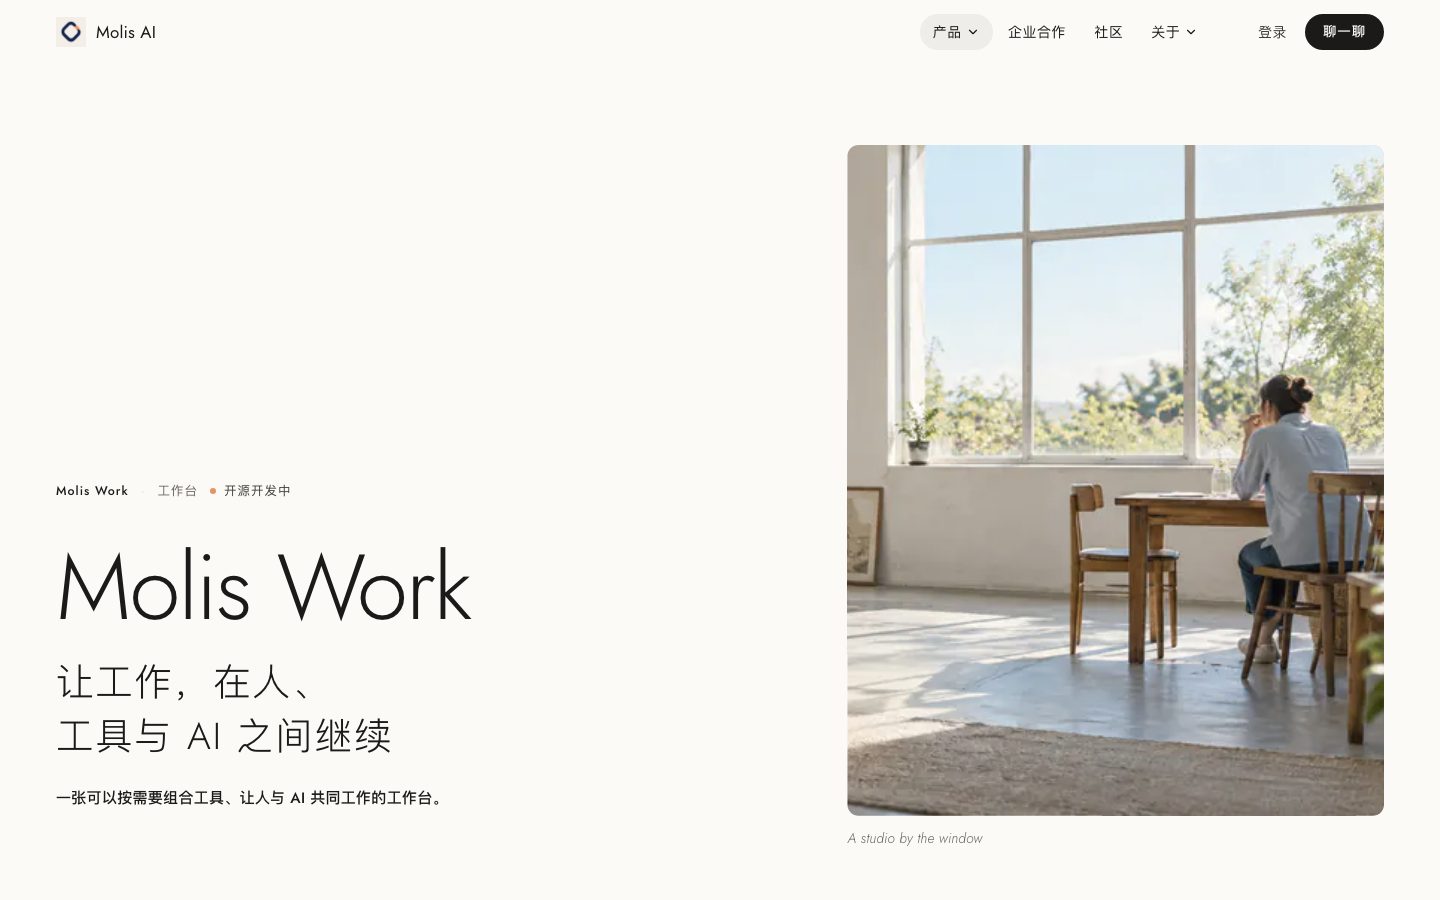 Molis AI
产品
企业合作
社区
关于
登录
聊一聊
Molis Work · 工作台 开源开发中
Molis Work
让工作，在人、
工具与 AI 之间继续
一张可以按需要组合工具、让人与 AI 共同工作的工作台。
A studio by the window